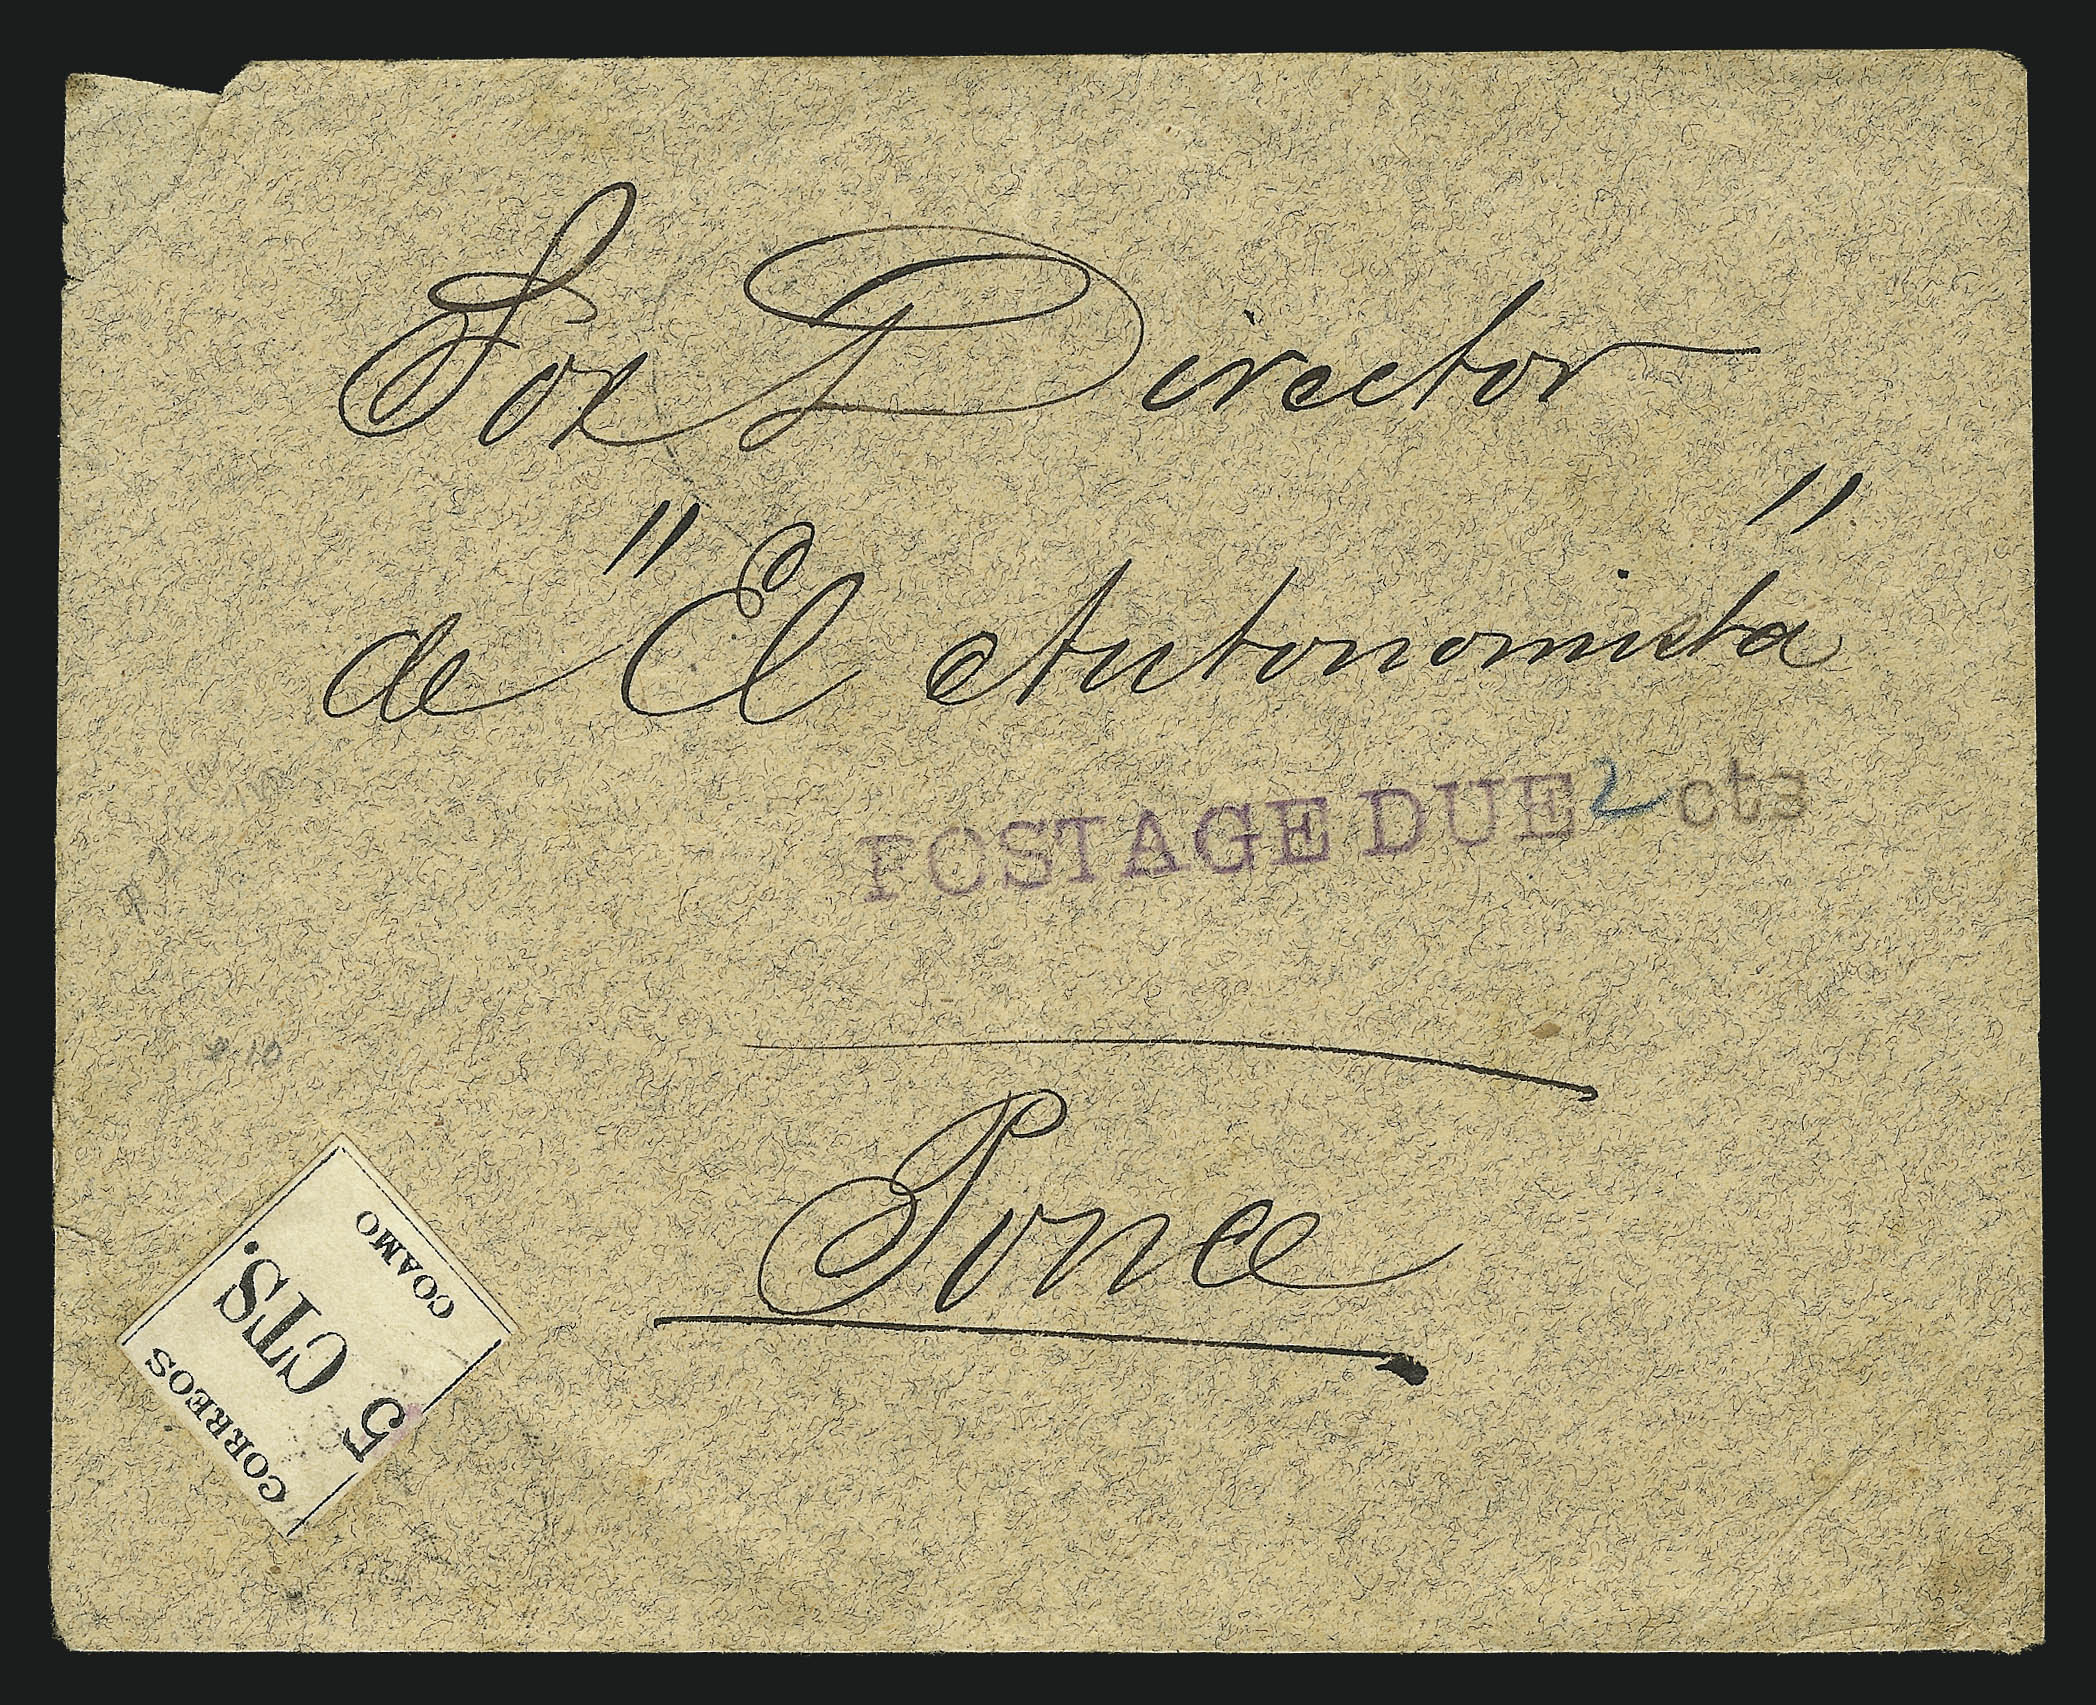 Sor Director
de "El Autonomista"
POSTAGE DUE 2 cts
Ponce
CORREOS
5 CTS.
COAMO